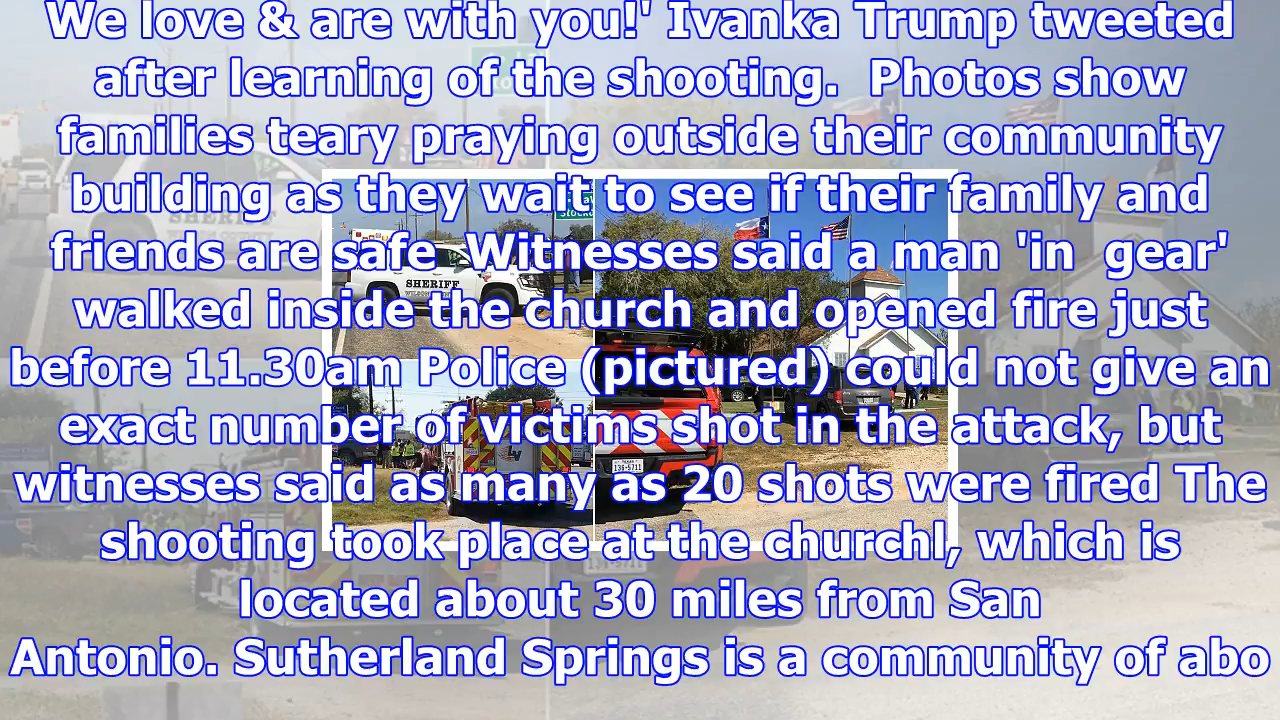 We love & are with you!' Ivanka Trump tweeted
after learning of the shooting.  Photos show
families teary praying outside their community
building as they wait to see if their family and
friends are safe  Witnesses said a man 'in  gear'
walked inside the church and opened fire just
before 11.30am Police (pictured) could not give an
exact number of victims shot in the attack, but
witnesses said as many as 20 shots were fired The
shooting took place at the churchl, which is
located about 30 miles from San
Antonio. Sutherland Springs is a community of abo
SHERIFF
136-5711